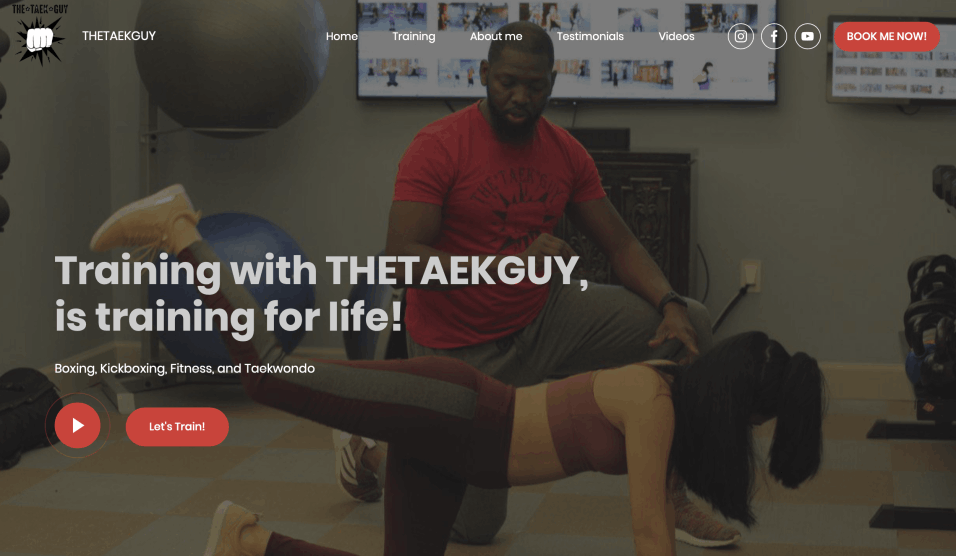 THE TAEK GUY
THETAEKGUY
Home
Training
About me
Testimonials
Videos
BOOK ME NOW!
THETAEKGUY
Training with THETAEKGUY,
is training for life!
Boxing, Kickboxing, Fitness, and Taekwondo
Let's Train!